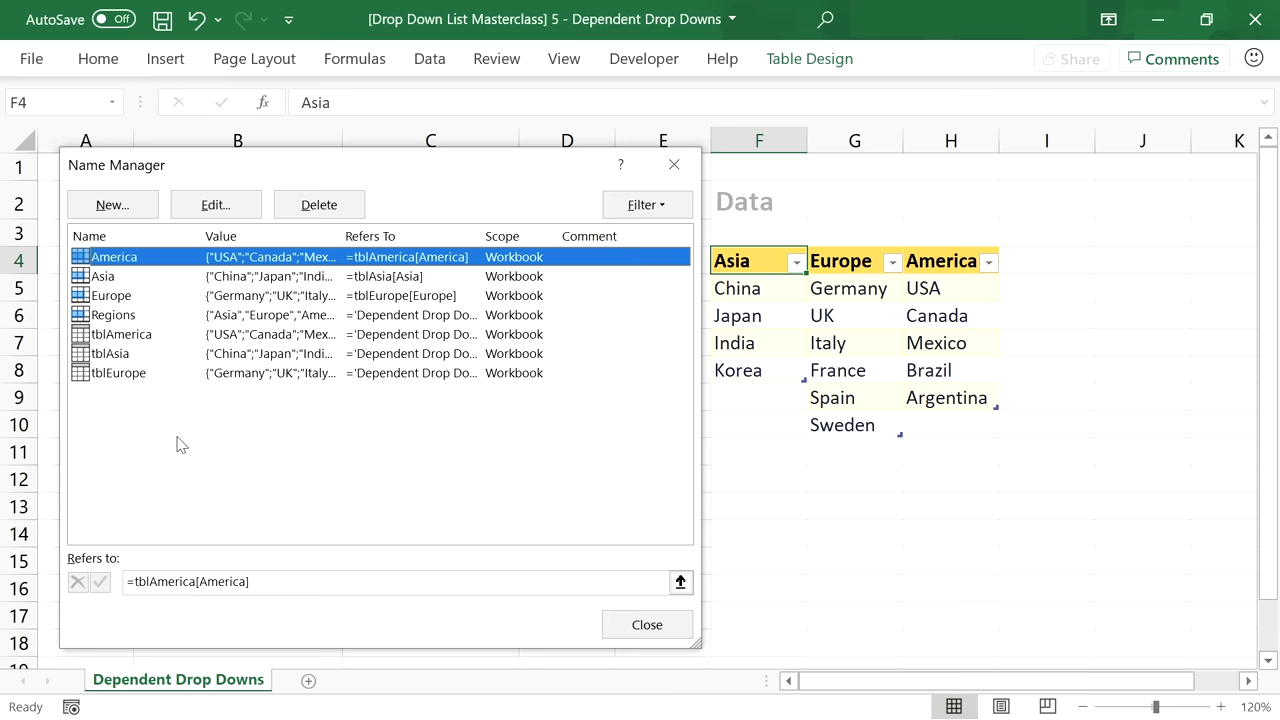 AutoSave Off [Drop Down List Masterclass] 5 - Dependent Drop Downs
File Home Insert Page Layout Formulas Data Review View Developer Help Table Design Share Comments
F4 fx Asia
A B C D E F G H I J K
1
2 Data
3
4 Asia Europe America
5 China Germany USA
6 Japan UK Canada
7 India Italy Mexico
8 Korea France Brazil
9 Spain Argentina
10 Sweden
11
12
13
14
15
16
17
18
19
Name Manager ?
New... Edit... Delete Filter
Name Value Refers To Scope Comment
America {"USA";"Canada";"Mex... =tblAmerica[America] Workbook
Asia {"China";"Japan";"Indi... =tblAsia[Asia] Workbook
Europe {"Germany";"UK";"Italy... =tblEurope[Europe] Workbook
Regions {"Asia","Europe","Ame... ='Dependent Drop Do... Workbook
tblAmerica {"USA";"Canada";"Mex... ='Dependent Drop Do... Workbook
tblAsia {"China";"Japan";"Indi... ='Dependent Drop Do... Workbook
tblEurope {"Germany";"UK";"Italy... ='Dependent Drop Do... Workbook
Refers to:
=tblAmerica[America]
Close
Dependent Drop Downs
Ready 120%